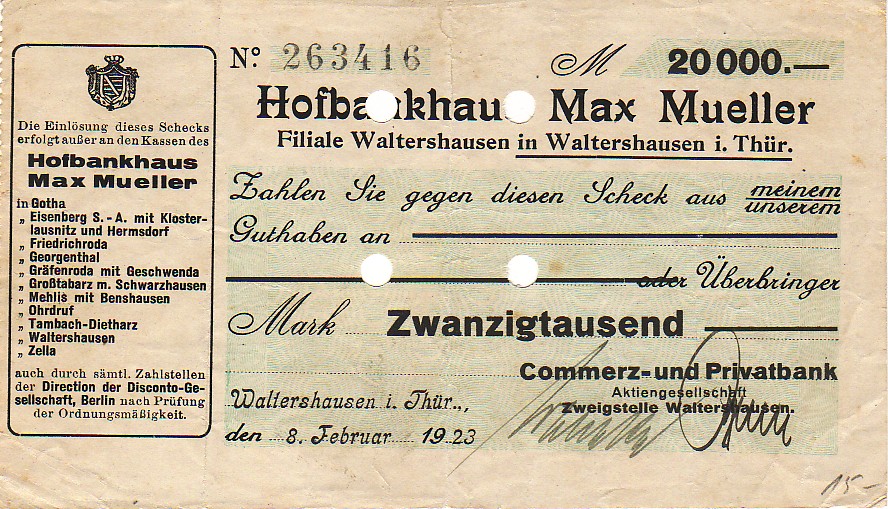 Die Einlösung dieses Schecks
erfolgt außer an den Kassen des
Hofbankhaus
Max Mueller
in Gotha
„ Eisenberg S.-A. mit Kloster-
lausnitz und Hermsdorf
„ Friedrichroda
„ Georgenthal
„ Gräfenroda mit Geschwenda
„ Großtabarz m. Schwarzhausen
„ Mehlis mit Benshausen
„ Ohrdruf
„ Tambach-Dietharz
„ Waltershausen
„ Zella
auch durch sämtl. Zahlstellen
der Direction der Disconto-Ge-
sellschaft, Berlin nach Prüfung
der Ordnungsmäßigkeit.
No. 263416 M 20 000.—
Hofbankhaus Max Mueller
Filiale Waltershausen in Waltershausen i. Thür.
Zahlen Sie gegen diesen Scheck aus meinem
unserem
Guthaben an
oder Überbringer
Mark Zwanzigtausend
Commerz- und Privatbank
Aktiengesellschaft
Zweigstelle Waltershausen.
Waltershausen i. Thür.,
den 8. Februar 1923
15-